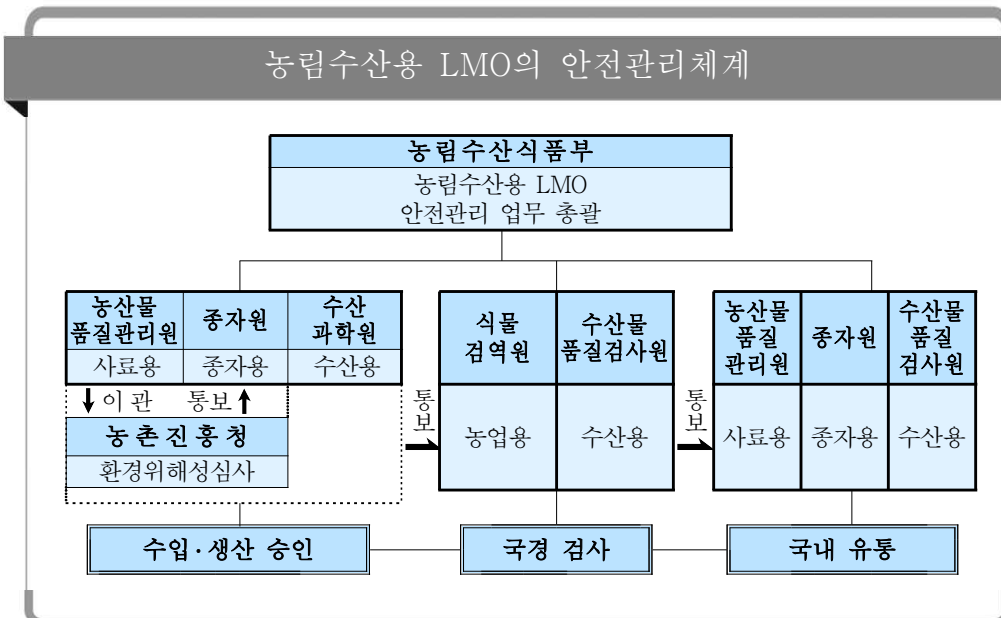 농림수산용 LMO의 안전관리체계
농림수산식품부
농림수산용 LMO
안전관리 업무 총괄
농산물
품질관리원
종자원
수산
과학원
사료용
종자용
수산용
이관
통보
농촌진흥청
환경위해성심사
통보
식물
검역원
수산물
품질검사원
농업용
수산용
통보
농산물
품질
관리원
종자원
수산물
품질
검사원
사료용
종자용
수산용
수입·생산 승인
국경 검사
국내 유통